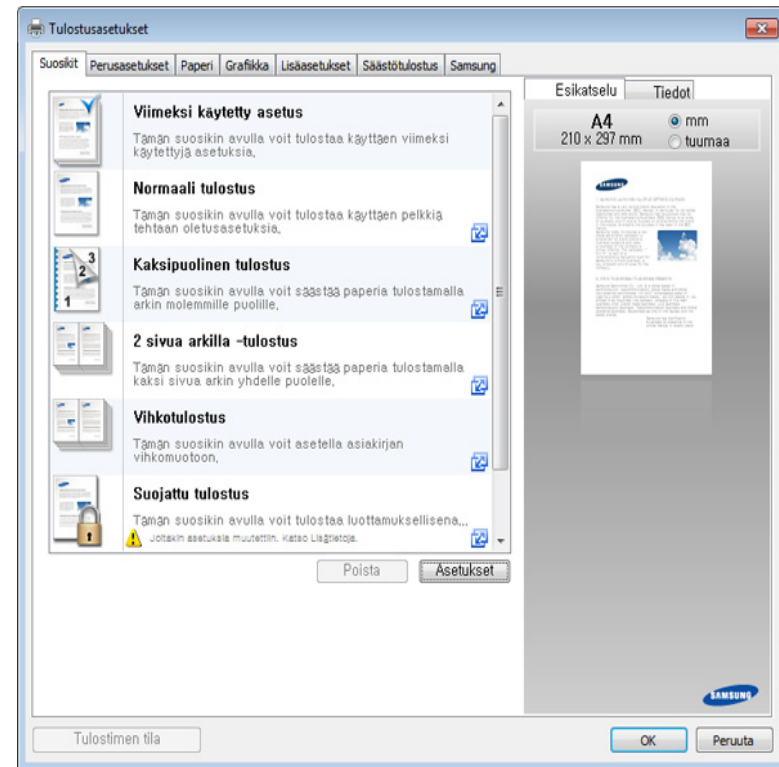 Tulostusasetukset
Suosikit Perusasetukset Paperi Grafiikka Lisäasetukset Säästötulostus Samsung
Viimeksi käytetty asetus
Tämän suosikin avulla voit tulostaa käyttäen viimeksi
käytettyjä asetuksia.
Normaali tulostus
Tämän suosikin avulla voit tulostaa käyttäen pelkkiä
tehtaan oletusasetuksia.
Kaksipuolinen tulostus
Tämän suosikin avulla voit säästää paperia tulostamalla
arkin molemmille puolille.
2 sivua arkilla -tulostus
Tämän suosikin avulla voit säästää paperia tulostamalla
kaksi sivua arkin yhdelle puolelle.
Vihkotulostus
Tämän suosikin avulla voit asetella asiakirjan
vihkomuotoon.
Suojattu tulostus
Tämän suosikin avulla voit tulostaa luottamuksellisena...
Joitakin asetuksia muutettiin. Katso Lisätietoja.
Poista Asetukset
Esikatselu Tiedot
A4
210 x 297 mm
mm
tuumaa
SAMSUNG
SAMSUNG
Tulostimen tila
OK Peruuta